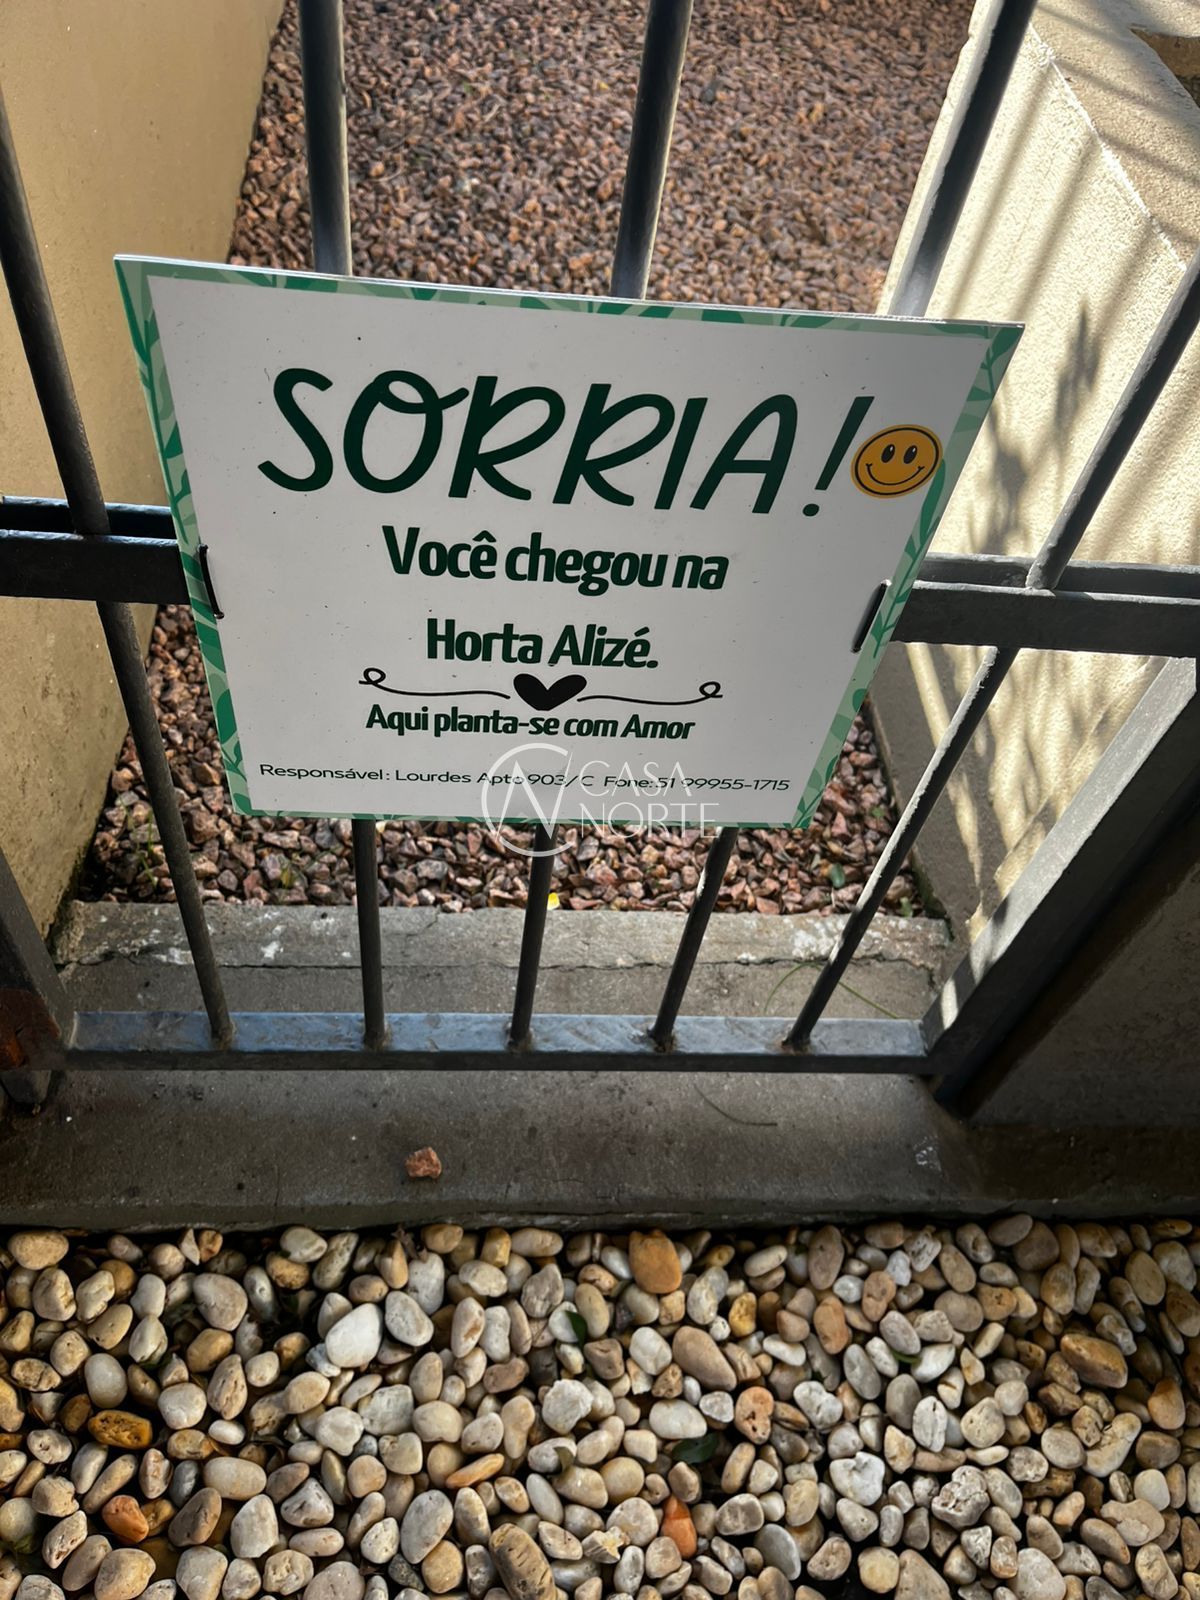 SORRIA!
Você chegou na
Horta Alizé.
Aqui planta-se com Amor
Responsável: Lourdes Apto 903/C Fone: 51 99955-1715
CASA
NORTE